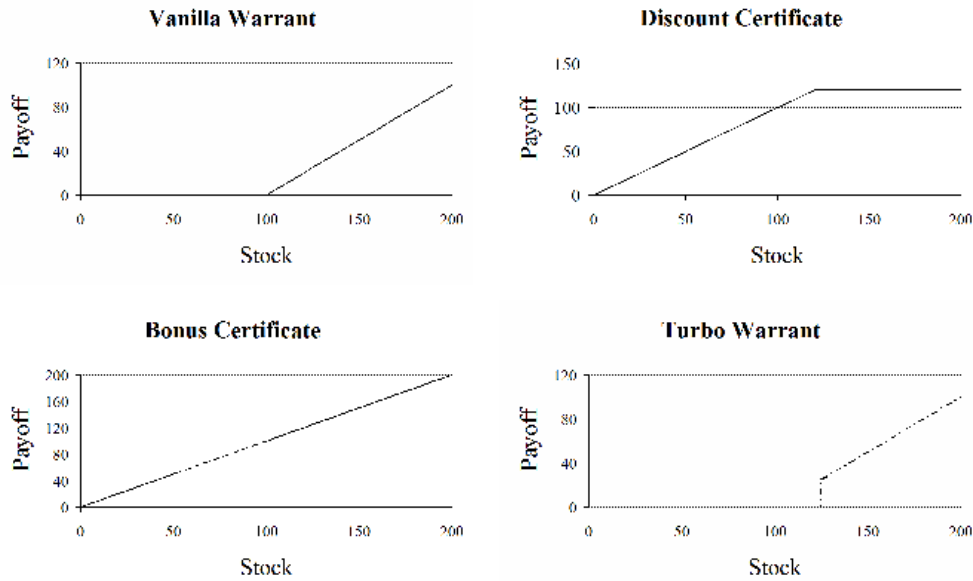 Vanilla Warrant
120
80
40
0
Payoff
0 50 100 150 200
Stock
Discount Certificate
150
100
50
0
Payoff
0 50 100 150 200
Stock
Bonus Certificate
200
160
120
80
40
0
Payoff
0 50 100 150 200
Stock
Turbo Warrant
120
80
40
0
Payoff
0 50 100 150 200
Stock